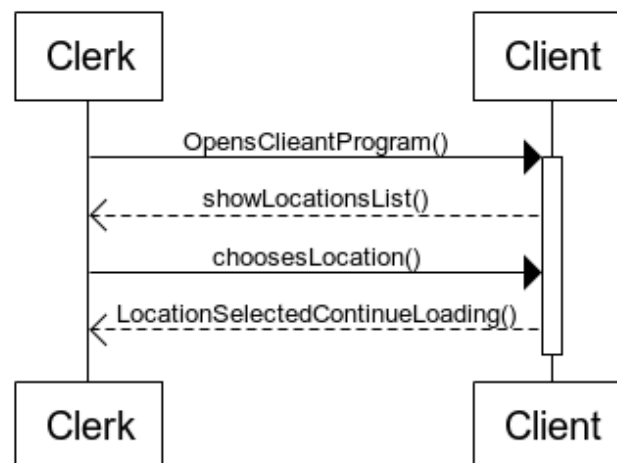 Clerk
Client
OpensClieantProgram()
showLocationsList()
choosesLocation()
LocationSelectedContinueLoading()
Clerk
Client